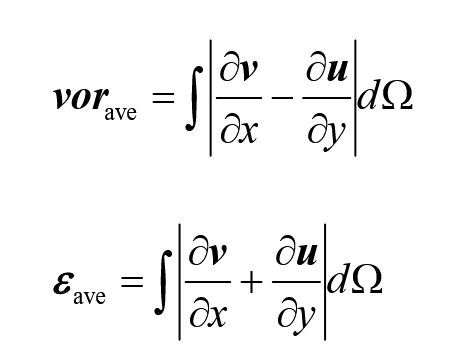 vor_ave = ∫|∂v/∂x − ∂u/∂y|dΩ
ε_ave = ∫|∂v/∂x + ∂u/∂y|dΩ